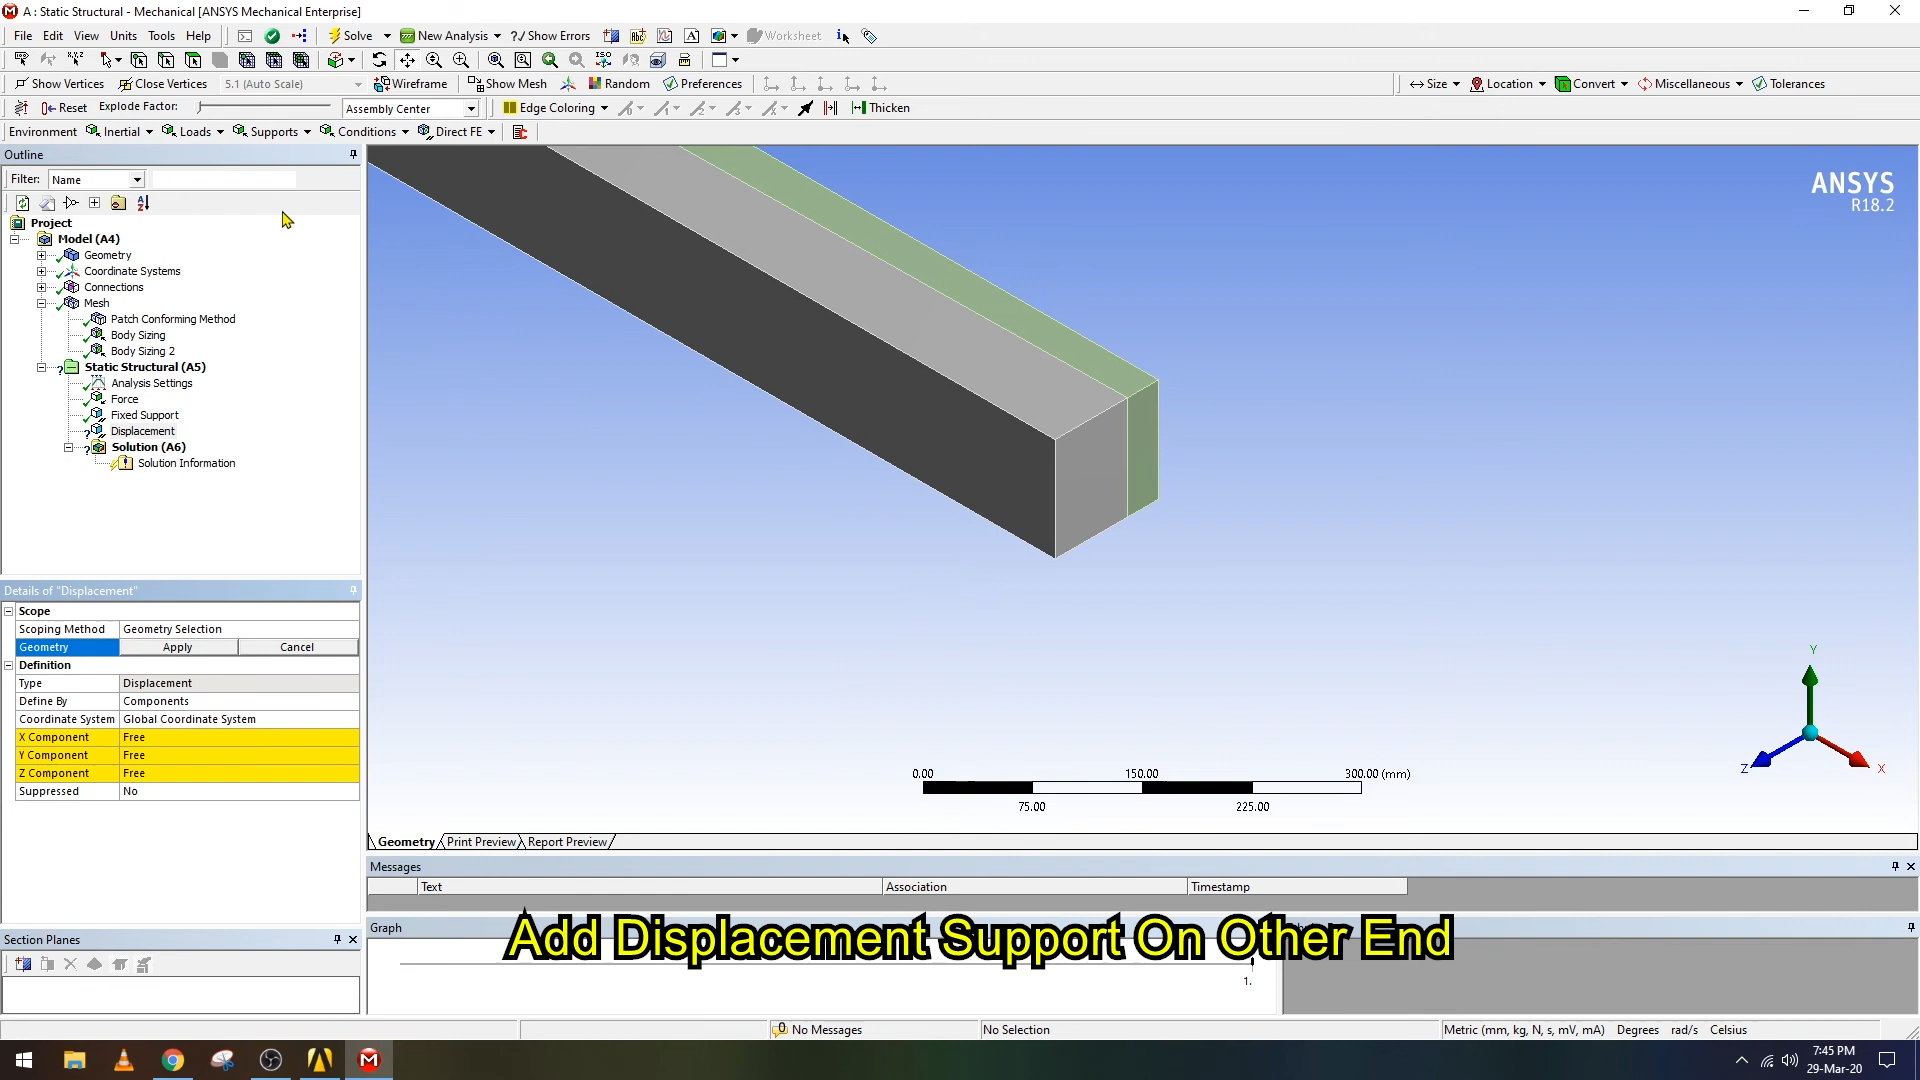 A : Static Structural - Mechanical [ANSYS Mechanical Enterprise]
File Edit View Units Tools Help Solve New Analysis ?/ Show Errors Worksheet
Show Vertices Close Vertices 5.1 (Auto Scale) Wireframe Show Mesh Random Preferences Size Location Convert Miscellaneous Tolerances
Reset Explode Factor: Assembly Center Edge Coloring Thicken
Environment Inertial Loads Supports Conditions Direct FE
Outline
Filter: Name
Project
Model (A4)
Geometry
Coordinate Systems
Connections
Mesh
Patch Conforming Method
Body Sizing
Body Sizing 2
Static Structural (A5)
Analysis Settings
Force
Fixed Support
Displacement
Solution (A6)
Solution Information
Details of "Displacement"
Scope
Scoping Method Geometry Selection
Geometry Apply Cancel
Definition
Type Displacement
Define By Components
Coordinate System Global Coordinate System
X Component Free
Y Component Free
Z Component Free
Suppressed No
Section Planes
ANSYS
R18.2
Y
Z
X
0.00 150.00 300.00 (mm)
75.00 225.00
Geometry Print Preview Report Preview
Messages
Text Association Timestamp
Graph
Add Displacement Support On Other End
1.
0 No Messages No Selection Metric (mm, kg, N, s, mV, mA) Degrees rad/s Celsius
7:45 PM
29-Mar-20